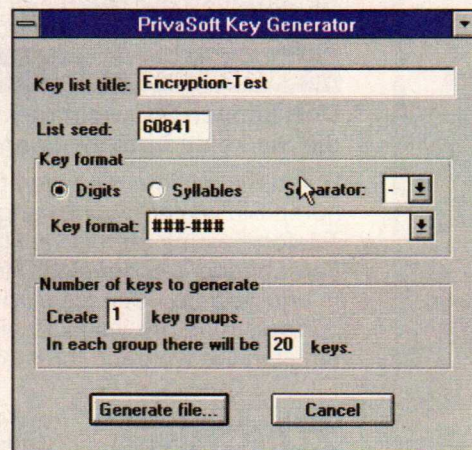 PrivaSoft Key Generator
Key list title: Encryption-Test
List seed: 60841
Key format
Digits Syllables Separator: -
Key format: ###-###
Number of keys to generate
Create 1 key groups.
In each group there will be 20 keys.
Generate file... Cancel